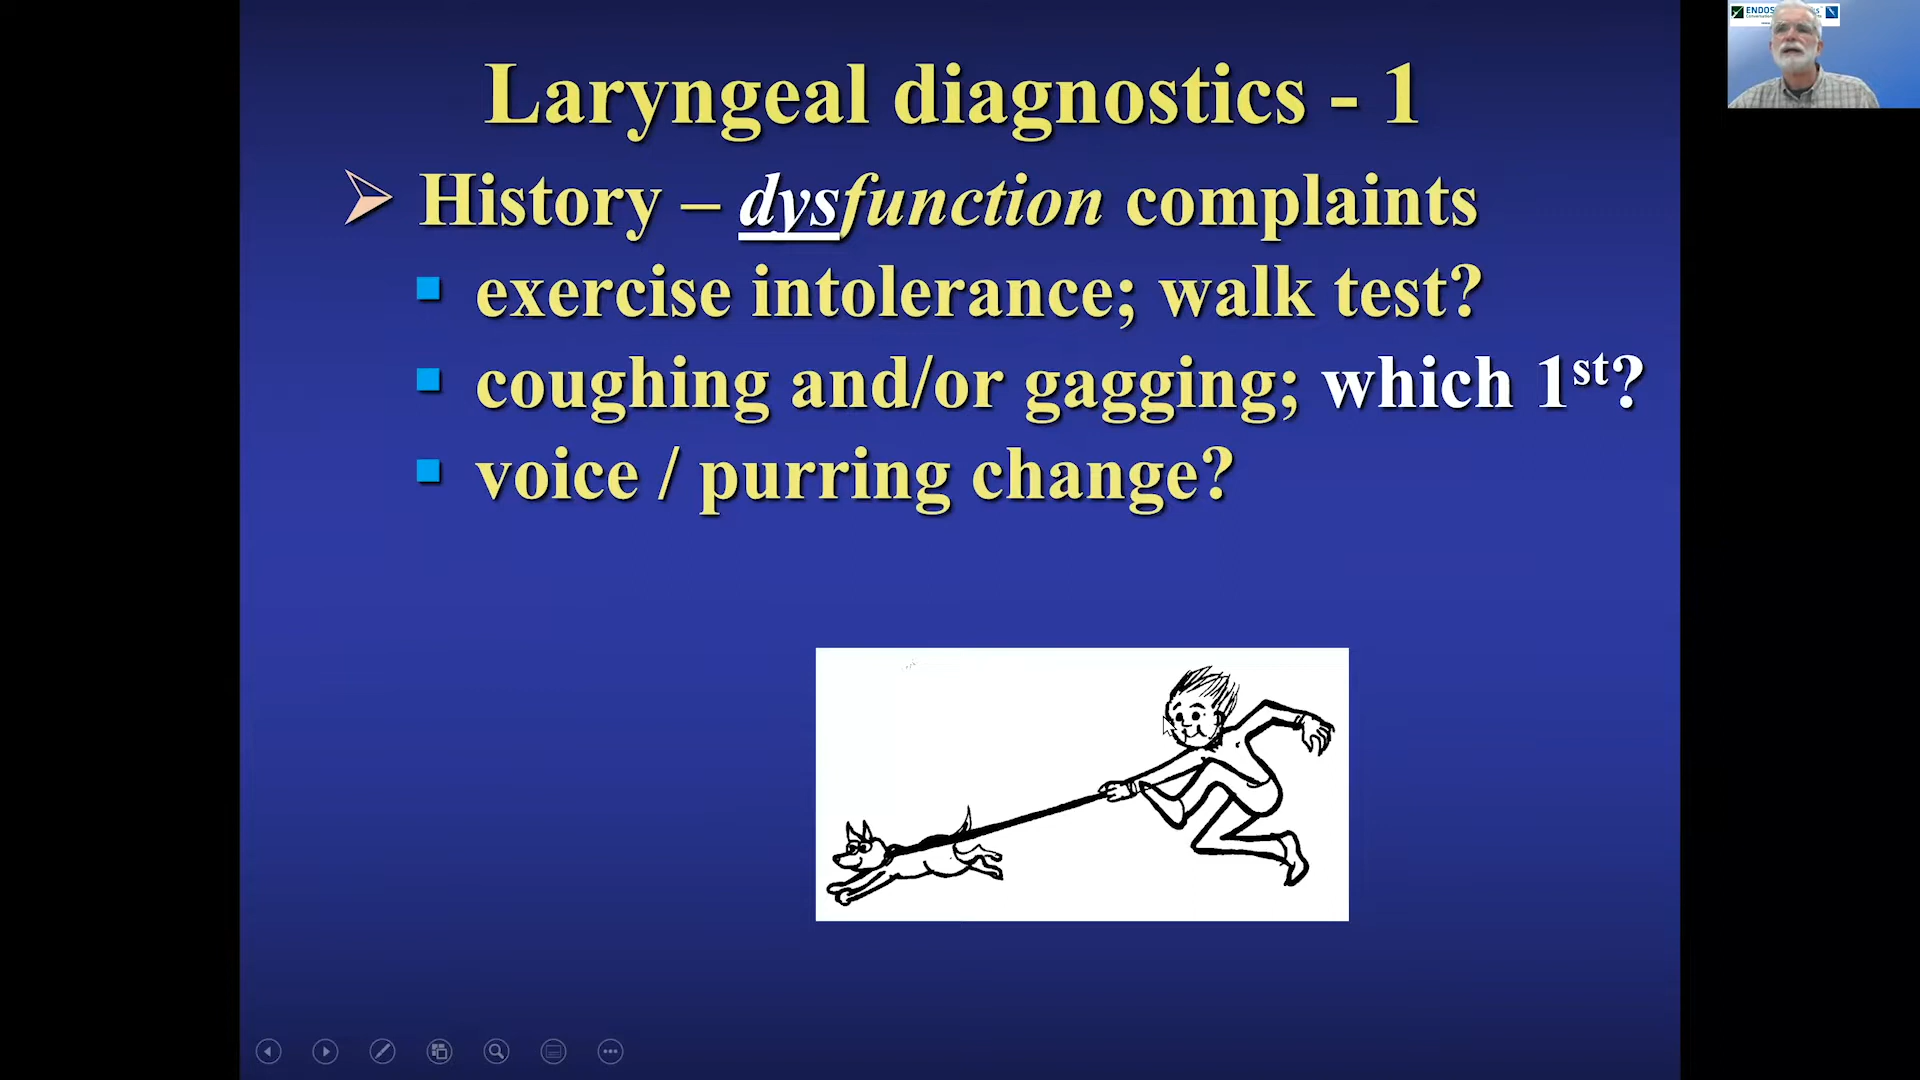 Laryngeal diagnostics - 1
History – dysfunction complaints
exercise intolerance; walk test?
coughing and/or gagging; which 1st?
voice / purring change?